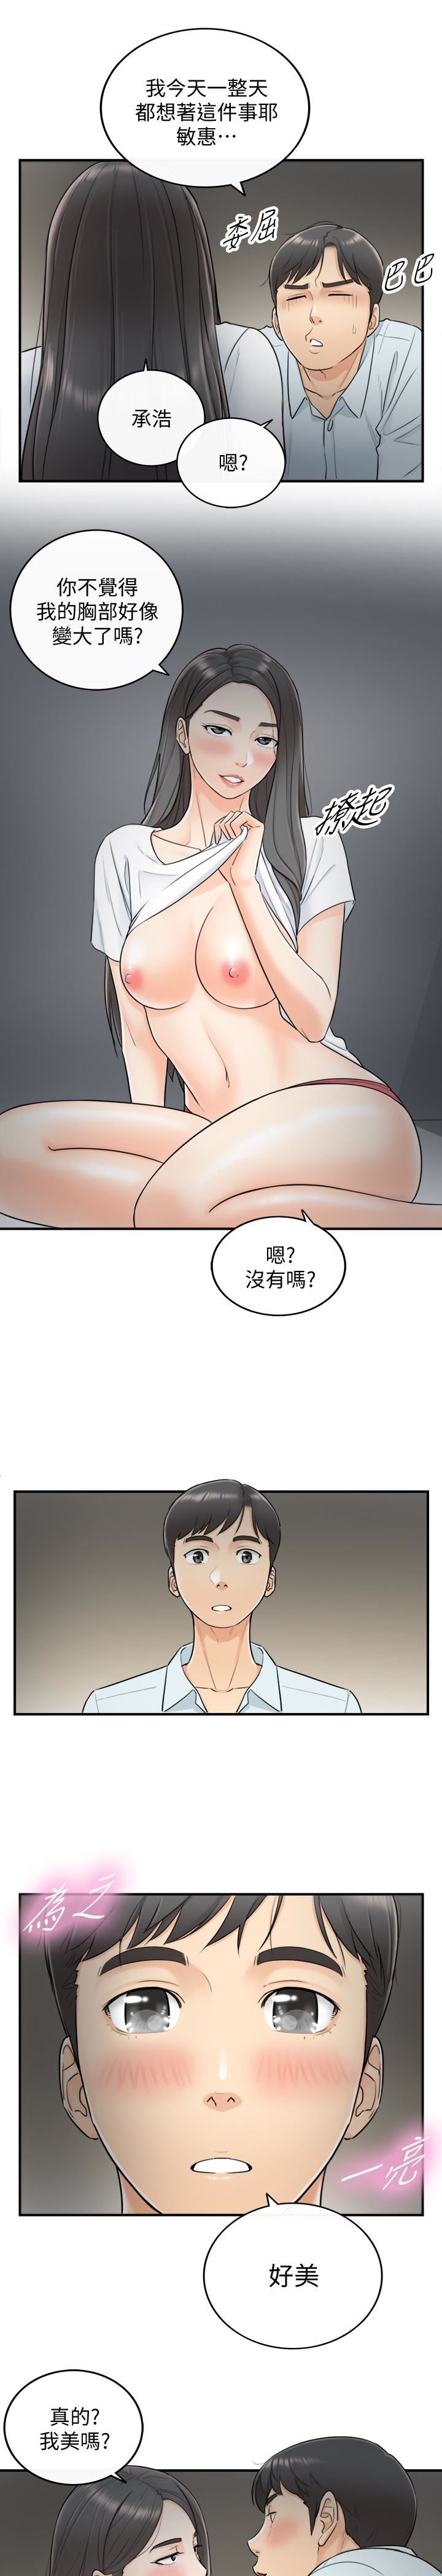 我今天一整天
都想著這件事耶
敏惠…
委屈
巴巴
承浩
嗯?
你不覺得
我的胸部好像
變大了嗎?
撩起
嗯?
沒有嗎?
為之
一亮
好美
真的?
我美嗎?